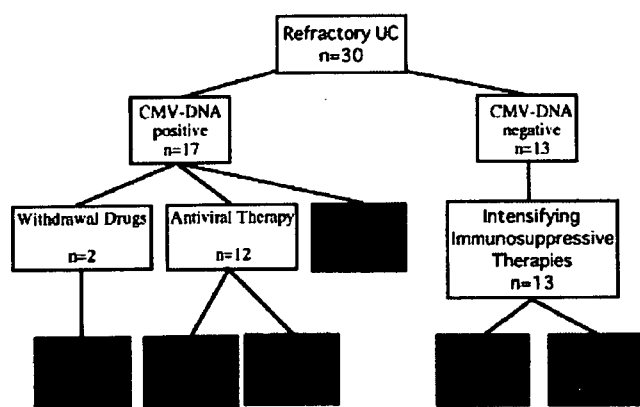 Refractory UC
n=30
CMV-DNA
positive
n=17
CMV-DNA
negative
n=13
Withdrawal Drugs
n=2
Antiviral Therapy
n=12
Intensifying
Immunosuppressive
Therapies
n=13